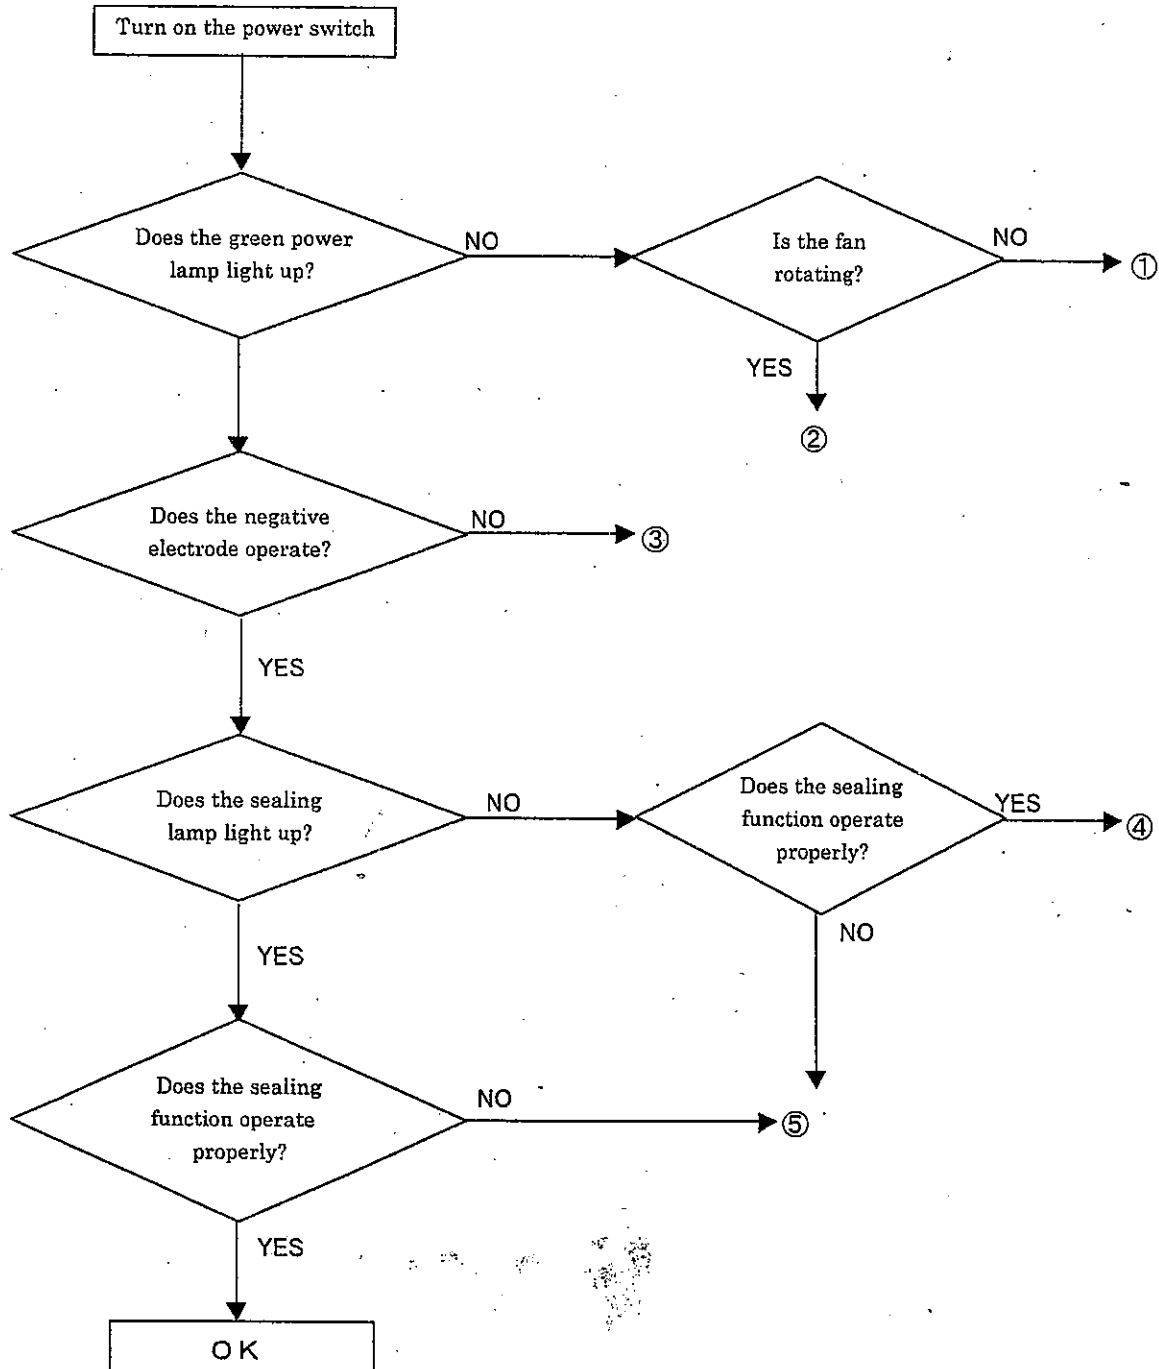 Turn on the power switch
Does the green power
lamp light up?
NO
Is the fan
rotating?
NO
①
YES
②
Does the negative
electrode operate?
NO
③
YES
Does the sealing
lamp light up?
NO
Does the sealing
function operate
properly?
YES
④
NO
YES
Does the sealing
function operate
properly?
NO
⑤
YES
OK